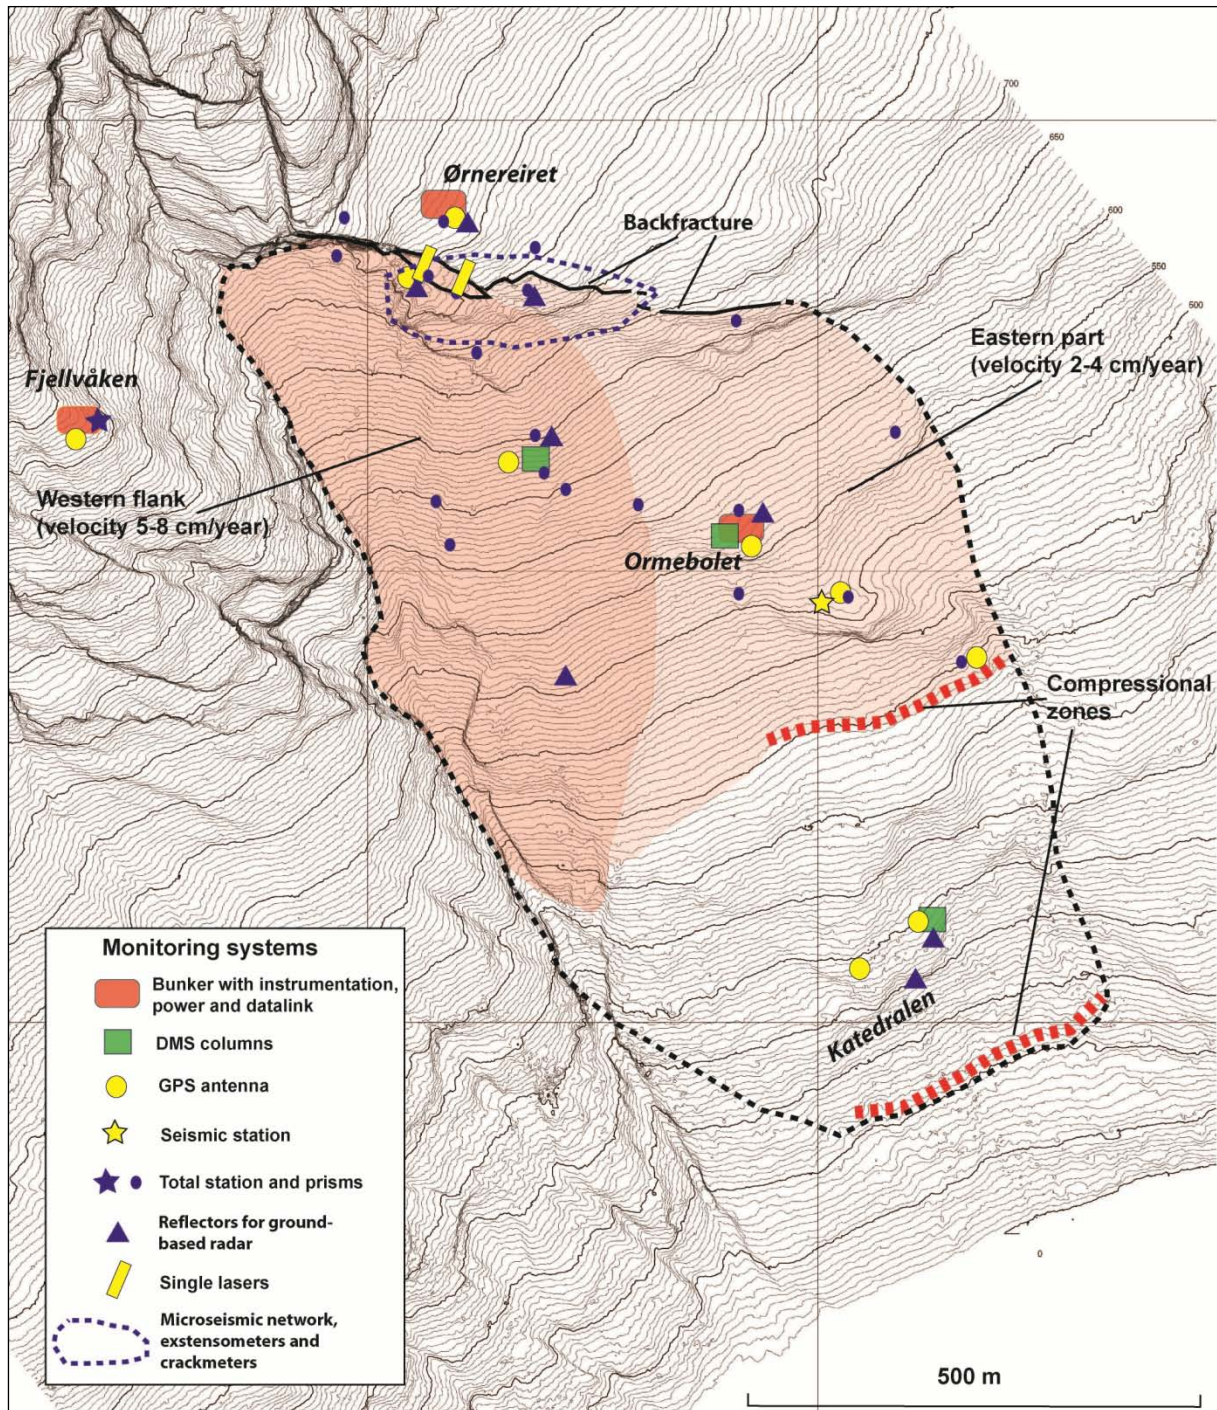 700
650
Ørnereiret
600
Backfracture
550
500
Eastern part
(velocity 2-4 cm/year)
Fjellvåken
Western flank
(velocity 5-8 cm/year)
Ormebolet
Compressional
zones
Katedralen
Monitoring systems
Bunker with instrumentation,
power and datalink
DMS columns
GPS antenna
Seismic station
Total station and prisms
Reflectors for ground-
based radar
Single lasers
Microseismic network,
exstensometers and
crackmeters
0
500 m